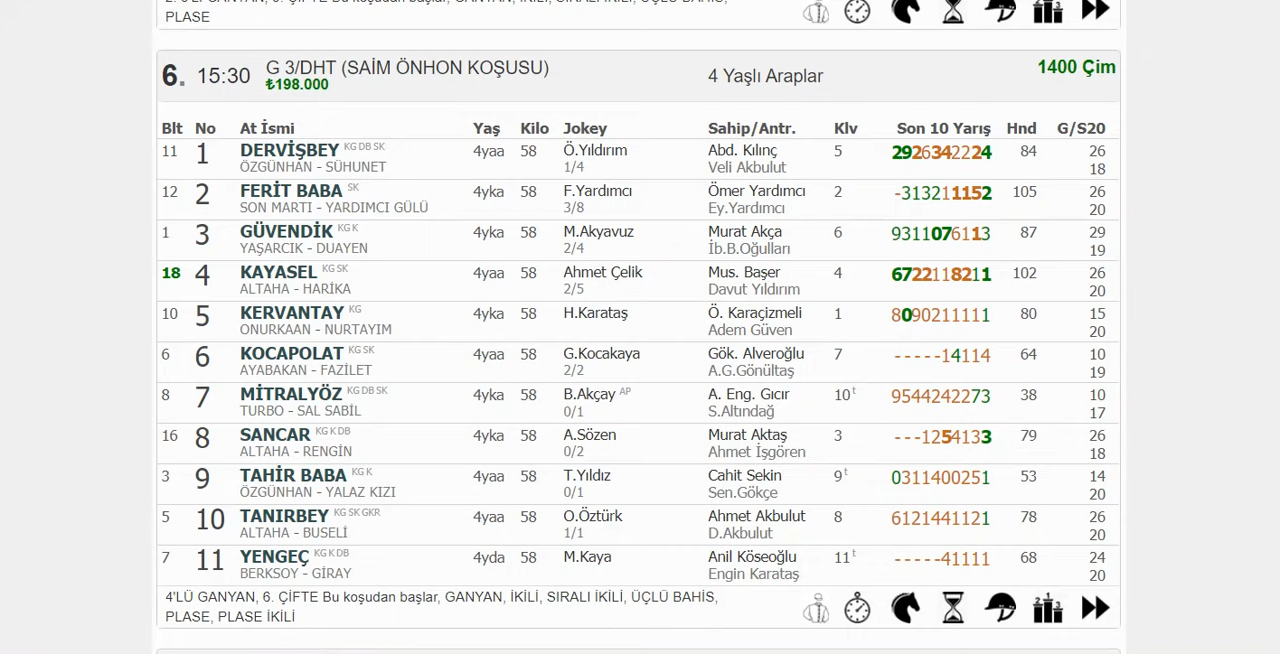 PLASE
6. 15:30 G 3/DHT (SAİM ÖNHON KOŞUSU) 4 Yaşlı Araplar 1400 Çim
₺198.000
Blt No At İsmi Yaş Kilo Jokey Sahip/Antr. Klv Son 10 Yarış Hnd G/S20
11 1 DERVİŞBEY KG DB SK 4yaa 58 Ö.Yıldırım Abd. Kılınç 5 2926342224 84 26
ÖZGÜNHAN - SÜHUNET 1/4 Veli Akbulut 18
12 2 FERİT BABA SK 4yka 58 F.Yardımcı Ömer Yardımcı 2 -313211152 105 26
SON MARTI - YARDIMCI GÜLÜ 3/8 Ey.Yardımcı 20
1 3 GÜVENDİK KG K 4yka 58 M.Akyavuz Murat Akça 6 9311076113 87 29
YAŞARCIK - DUAYEN 2/4 İb.B.Oğulları 19
18 4 KAYASEL KG SK 4yaa 58 Ahmet Çelik Mus. Başer 4 6722118211 102 26
ALTAHA - HARİKA 2/5 Davut Yıldırım 20
10 5 KERVANTAY KG 4yka 58 H.Karataş Ö. Karaçizmeli 1 8090211111 80 15
ONURKAAN - NURTAYIM Adem Güven 20
6 6 KOCAPOLAT KG SK 4yaa 58 G.Kocakaya Gök. Alveroğlu 7 -----14114 64 10
AYABAKAN - FAZİLET 2/2 A.G.Gönültaş 19
8 7 MİTRALYÖZ KG DB SK 4yaa 58 B.Akçay AP A. Eng. Gıcır 10t 9544242273 38 10
TURBO - SAL SABİL 0/1 S.Altındağ 17
16 8 SANCAR KG K DB 4yka 58 A.Sözen Murat Aktaş 3 ---1254133 79 26
ALTAHA - RENGİN 0/2 Ahmet İşgören 18
3 9 TAHİR BABA KG K 4yaa 58 T.Yıldız Cahit Sekin 9t 0311400251 53 14
ÖZGÜNHAN - YALAZ KIZI 0/1 Sen.Gökçe 20
5 10 TANIRBEY KG SK GKR 4yaa 58 O.Öztürk Ahmet Akbulut 8 6121441121 78 26
ALTAHA - BUSELİ 1/1 D.Akbulut 20
7 11 YENGEÇ KG K DB 4yda 58 M.Kaya Anıl Köseoğlu 11t -----41111 68 24
BERKSOY - GİRAY Engin Karataş 20
4'LÜ GANYAN, 6. ÇİFTE Bu koşudan başlar, GANYAN, İKİLİ, SIRALI İKİLİ, ÜÇLÜ BAHİS,
PLASE, PLASE İKİLİ